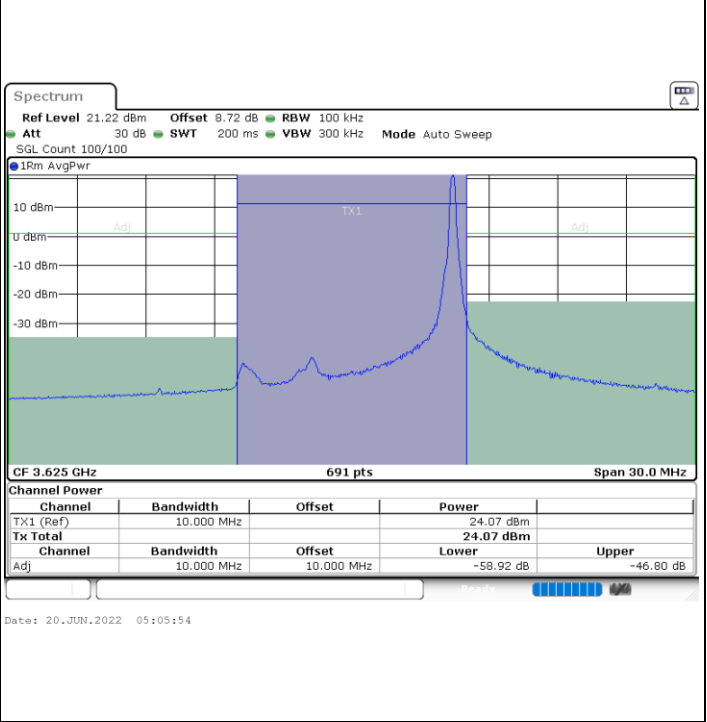 Spectrum
Ref Level 21.22 dBm Offset 8.72 dB RBW 100 kHz
Att 30 dB SWT 200 ms VBW 300 kHz Mode Auto Sweep
SGL Count 100/100
1Rm AvgPwr
10 dBm
TX1
Adj Adj
0 dBm
-10 dBm
-20 dBm
-30 dBm
CF 3.625 GHz 691 pts Span 30.0 MHz
Channel Power
Channel Bandwidth Offset Power
TX1 (Ref) 10.000 MHz 24.07 dBm
Tx Total 24.07 dBm
Channel Bandwidth Offset Lower Upper
Adj 10.000 MHz 10.000 MHz -58.92 dB -46.80 dB
Ready
Date: 20.JUN.2022 05:05:54